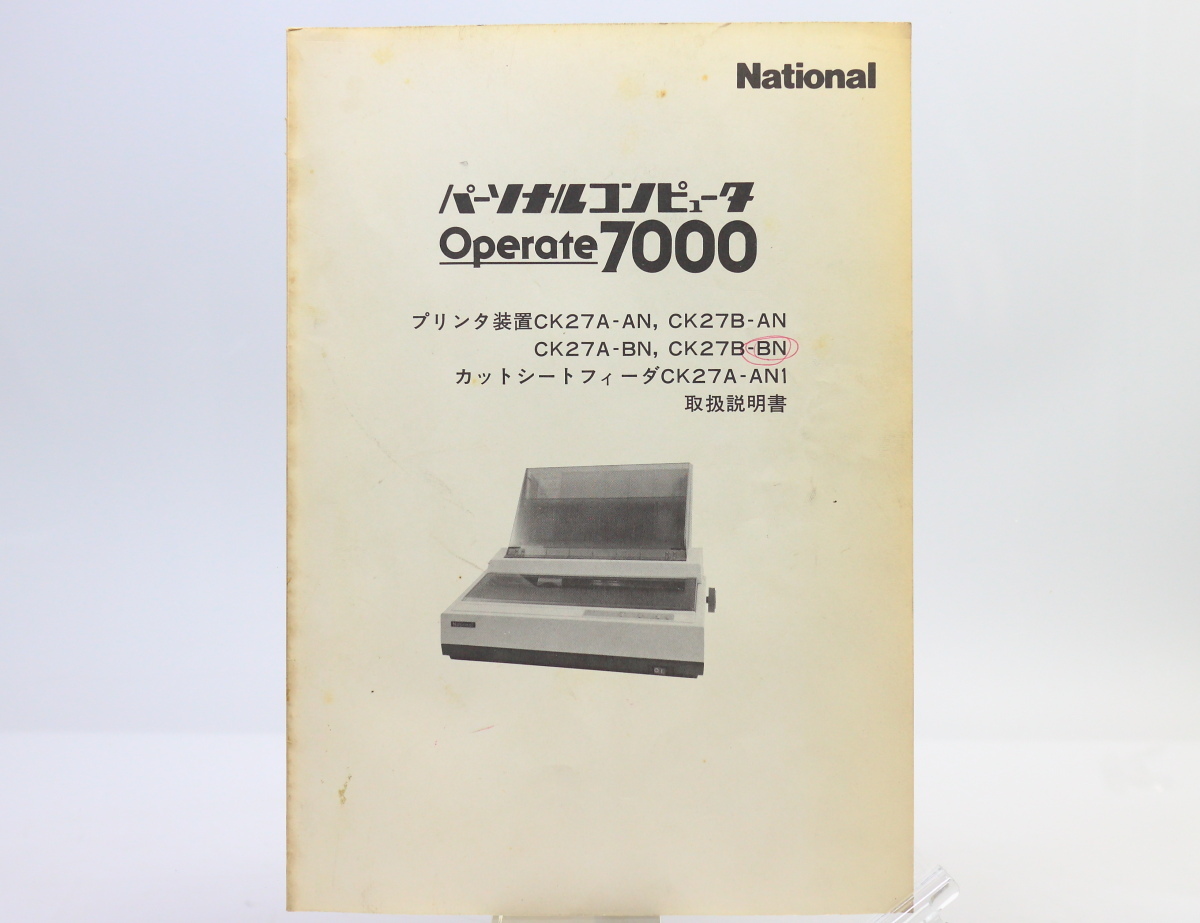 National
パーソナルコンピュータ
Operate 7000
プリンタ装置CK27A-AN, CK27B-AN
CK27A-BN, CK27B-BN
カットシートフィーダCK27A-AN1
取扱説明書
National